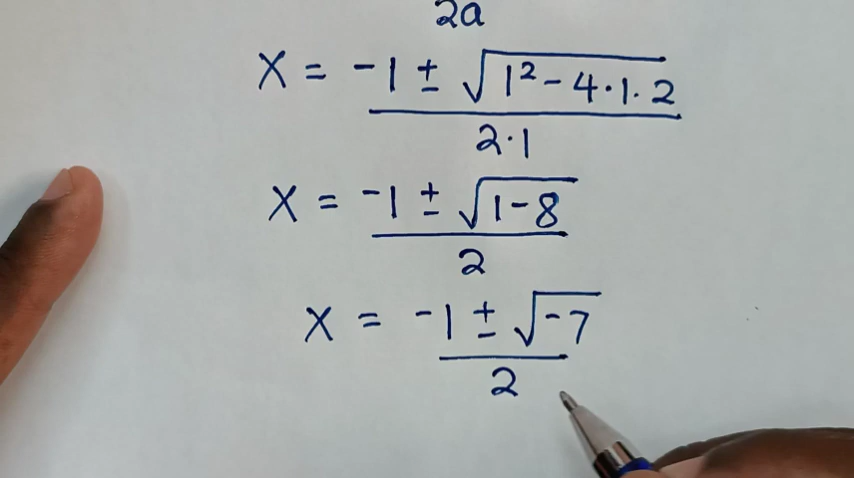 2a
x = -1 ± √(1² - 4·1·2)
2·1
x = -1 ± √(1-8)
2
x = -1 ± √-7
2